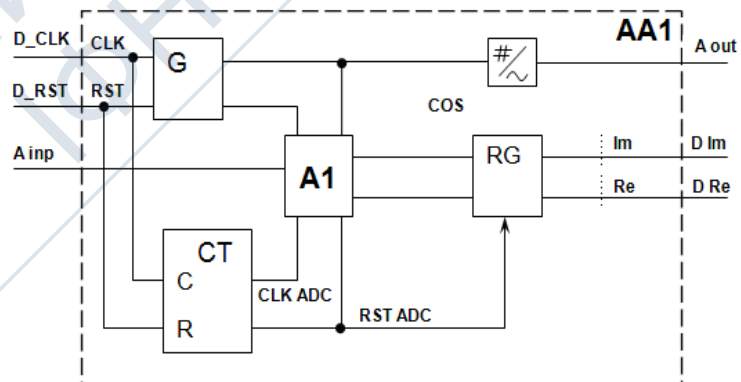 AA1
D_CLK CLK G #/~ A out
D_RST RST
COS
A inp
A1 RG Im D Im
Re D Re
CT
C
CLK ADC
R RST ADC